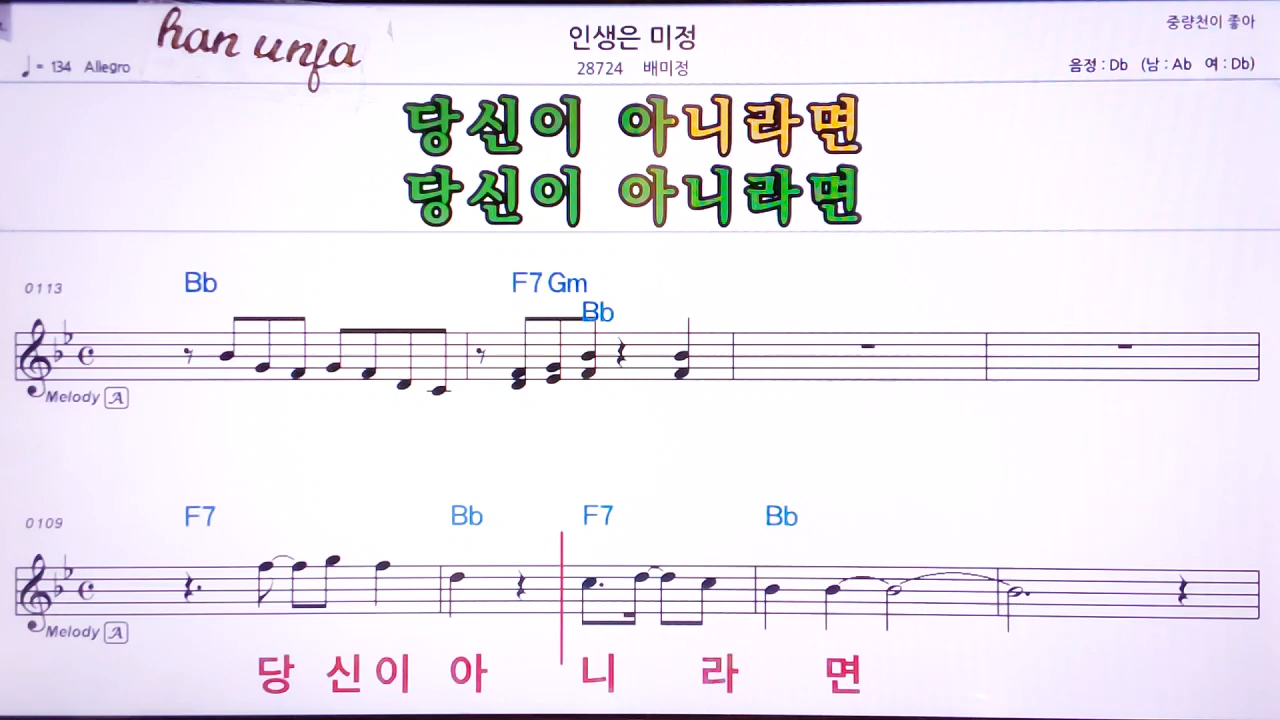 han unfa
인생은 미정
중량천이 좋아
♩= 134 Allegro
28724 배미정
음정 : Db (남 : Ab 여 : Db)
당신이 아니라면
당신이 아니라면
0113
Bb F7 Gm
Bb
Melody A
0109
F7 Bb F7 Bb
Melody A
당 신 이 아 니 라 면